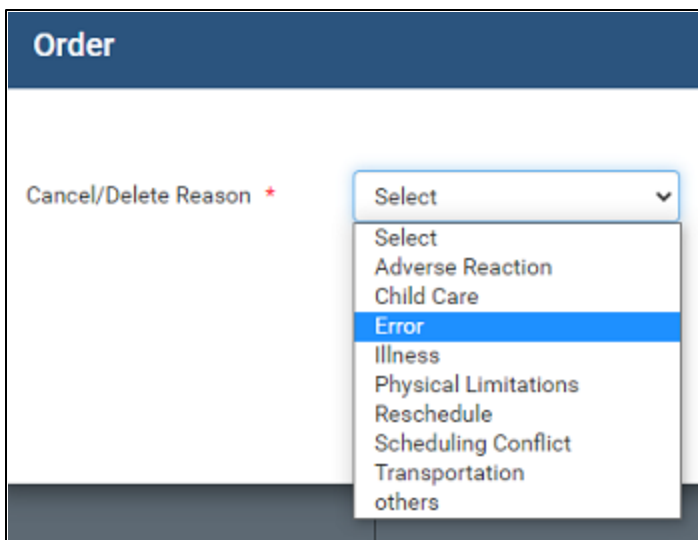 Order
Cancel/Delete Reason *
Select
Select
Adverse Reaction
Child Care
Error
Illness
Physical Limitations
Reschedule
Scheduling Conflict
Transportation
others